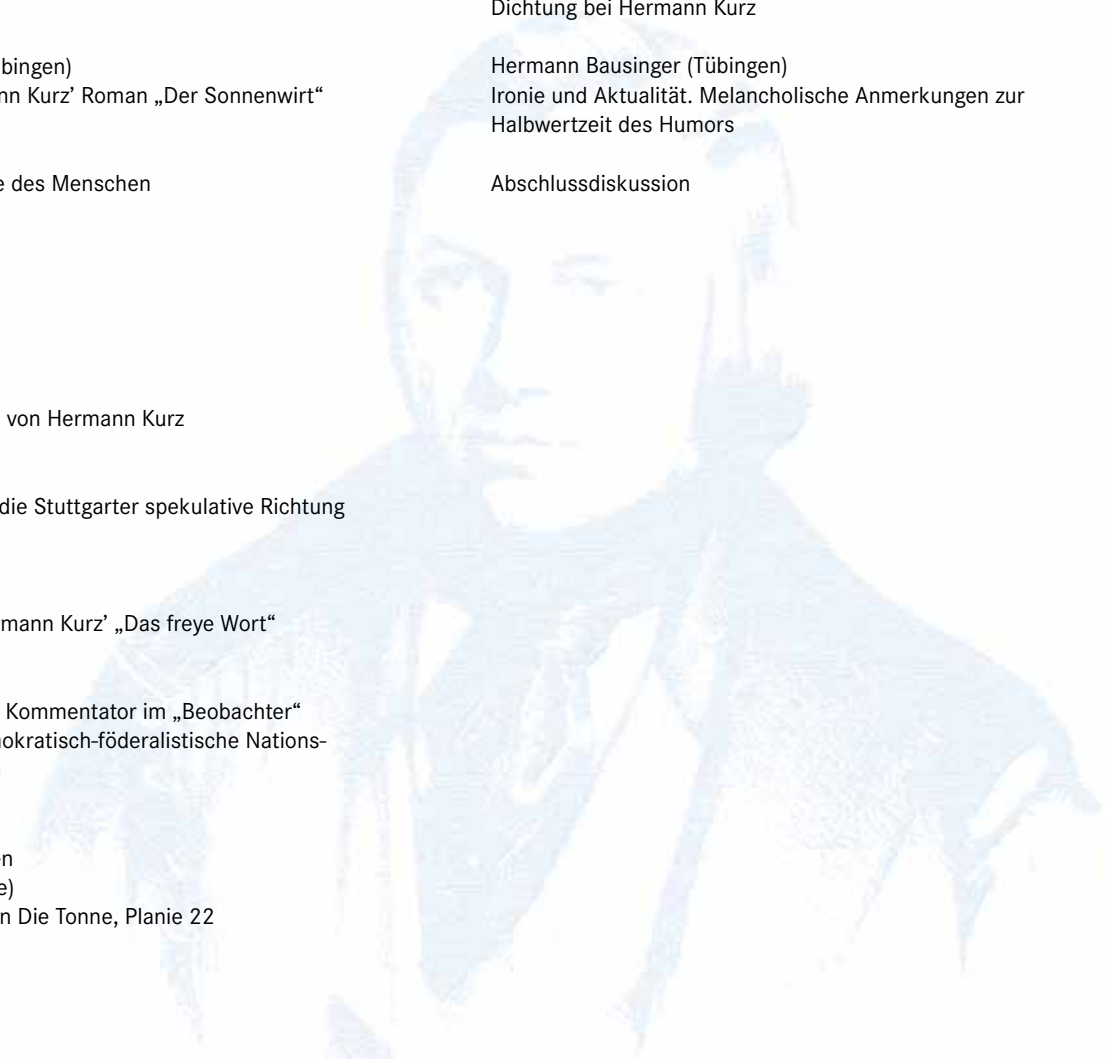 bingen)
nn Kurz’ Roman „Der Sonnenwirt“
e des Menschen
von Hermann Kurz
die Stuttgarter spekulative Richtung
mann Kurz’ „Das freye Wort“
Kommentator im „Beobachter“
okratisch-föderalistische Nations-
en
e)
n Die Tonne, Planie 22
Dichtung bei Hermann Kurz
Hermann Bausinger (Tübingen)
Ironie und Aktualität. Melancholische Anmerkungen zur
Halbwertzeit des Humors
Abschlussdiskussion